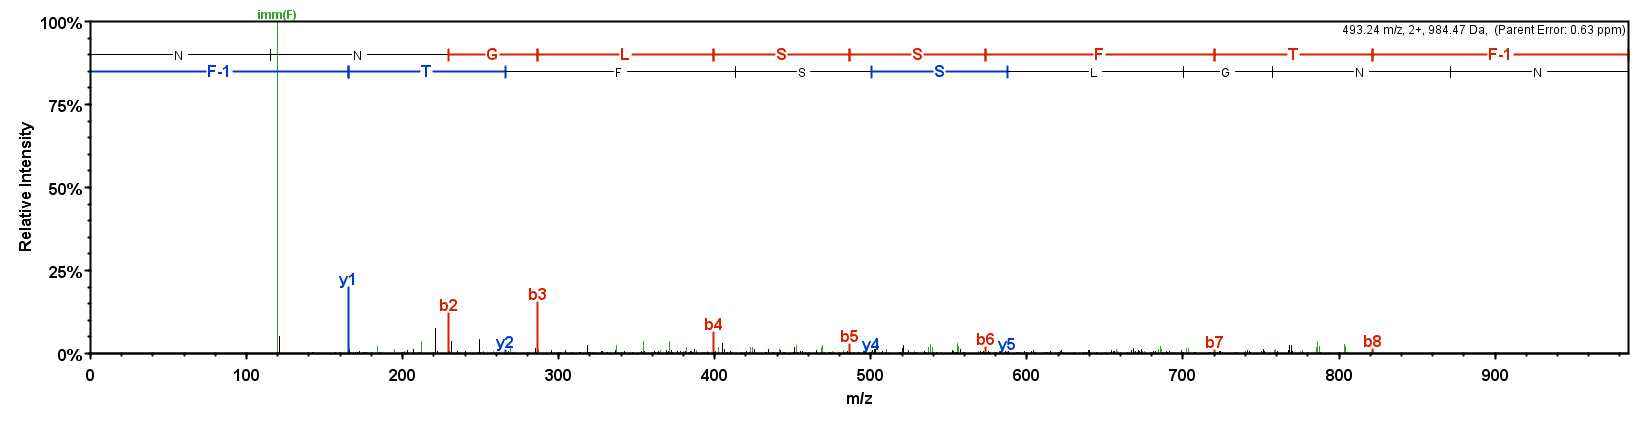 imm(F)
100%
493.24 m/z, 2+, 984.47 Da, (Parent Error: 0.63 ppm)
N N G L S S F T F-1
F-1 T F S S L G N N
75%
50%
25%
0%
Relative Intensity
y1 b2 y2 b3 b4 b5 y4 b6 y5 b7 b8
0 100 200 300 400 500 600 700 800 900
m/z